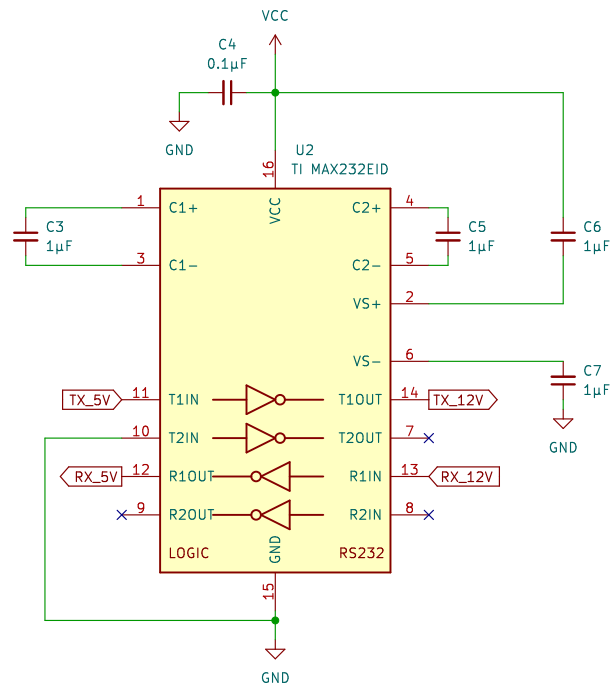 VCC
C4
0.1µF
GND
U2
TI MAX232EID
16
VCC
1
C1+
C2+
4
C3
1µF
C5
1µF
C6
1µF
3
C1-
C2-
5
VS+
2
VS-
6
C7
1µF
GND
TX_5V
11
T1IN
T1OUT
14
TX_12V
10
T2IN
T2OUT
7
RX_5V
12
R1OUT
R1IN
13
RX_12V
9
R2OUT
R2IN
8
LOGIC
GND
RS232
15
GND